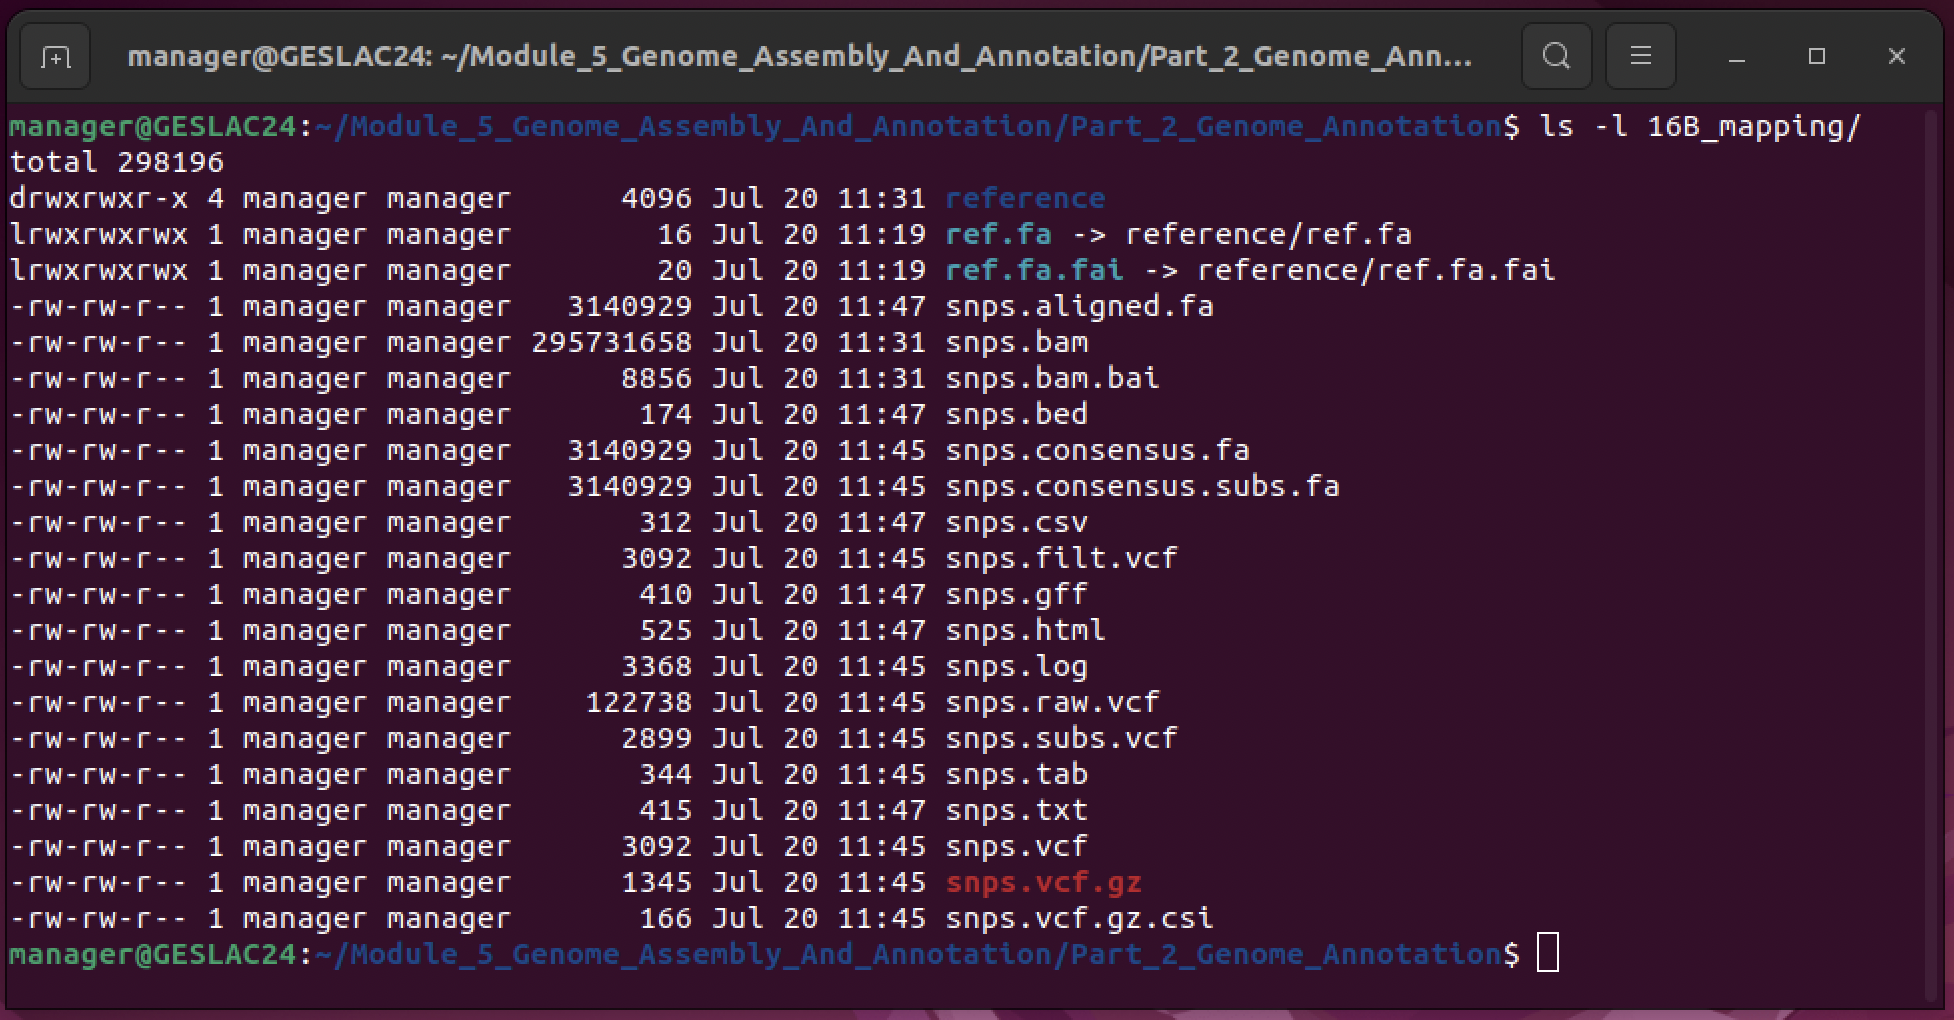 manager@GESLAC24: ~/Module_5_Genome_Assembly_And_Annotation/Part_2_Genome_Ann...
manager@GESLAC24:~/Module_5_Genome_Assembly_And_Annotation/Part_2_Genome_Annotation$ ls -l 16B_mapping/
total 298196
drwxrwxr-x 4 manager manager      4096 Jul 20 11:31 reference
lrwxrwxrwx 1 manager manager        16 Jul 20 11:19 ref.fa -> reference/ref.fa
lrwxrwxrwx 1 manager manager        20 Jul 20 11:19 ref.fa.fai -> reference/ref.fa.fai
-rw-rw-r-- 1 manager manager   3140929 Jul 20 11:47 snps.aligned.fa
-rw-rw-r-- 1 manager manager 295731658 Jul 20 11:31 snps.bam
-rw-rw-r-- 1 manager manager      8856 Jul 20 11:31 snps.bam.bai
-rw-rw-r-- 1 manager manager       174 Jul 20 11:47 snps.bed
-rw-rw-r-- 1 manager manager   3140929 Jul 20 11:45 snps.consensus.fa
-rw-rw-r-- 1 manager manager   3140929 Jul 20 11:45 snps.consensus.subs.fa
-rw-rw-r-- 1 manager manager       312 Jul 20 11:47 snps.csv
-rw-rw-r-- 1 manager manager      3092 Jul 20 11:45 snps.filt.vcf
-rw-rw-r-- 1 manager manager       410 Jul 20 11:47 snps.gff
-rw-rw-r-- 1 manager manager       525 Jul 20 11:47 snps.html
-rw-rw-r-- 1 manager manager      3368 Jul 20 11:45 snps.log
-rw-rw-r-- 1 manager manager    122738 Jul 20 11:45 snps.raw.vcf
-rw-rw-r-- 1 manager manager      2899 Jul 20 11:45 snps.subs.vcf
-rw-rw-r-- 1 manager manager       344 Jul 20 11:45 snps.tab
-rw-rw-r-- 1 manager manager       415 Jul 20 11:47 snps.txt
-rw-rw-r-- 1 manager manager      3092 Jul 20 11:45 snps.vcf
-rw-rw-r-- 1 manager manager      1345 Jul 20 11:45 snps.vcf.gz
-rw-rw-r-- 1 manager manager       166 Jul 20 11:45 snps.vcf.gz.csi
manager@GESLAC24:~/Module_5_Genome_Assembly_And_Annotation/Part_2_Genome_Annotation$